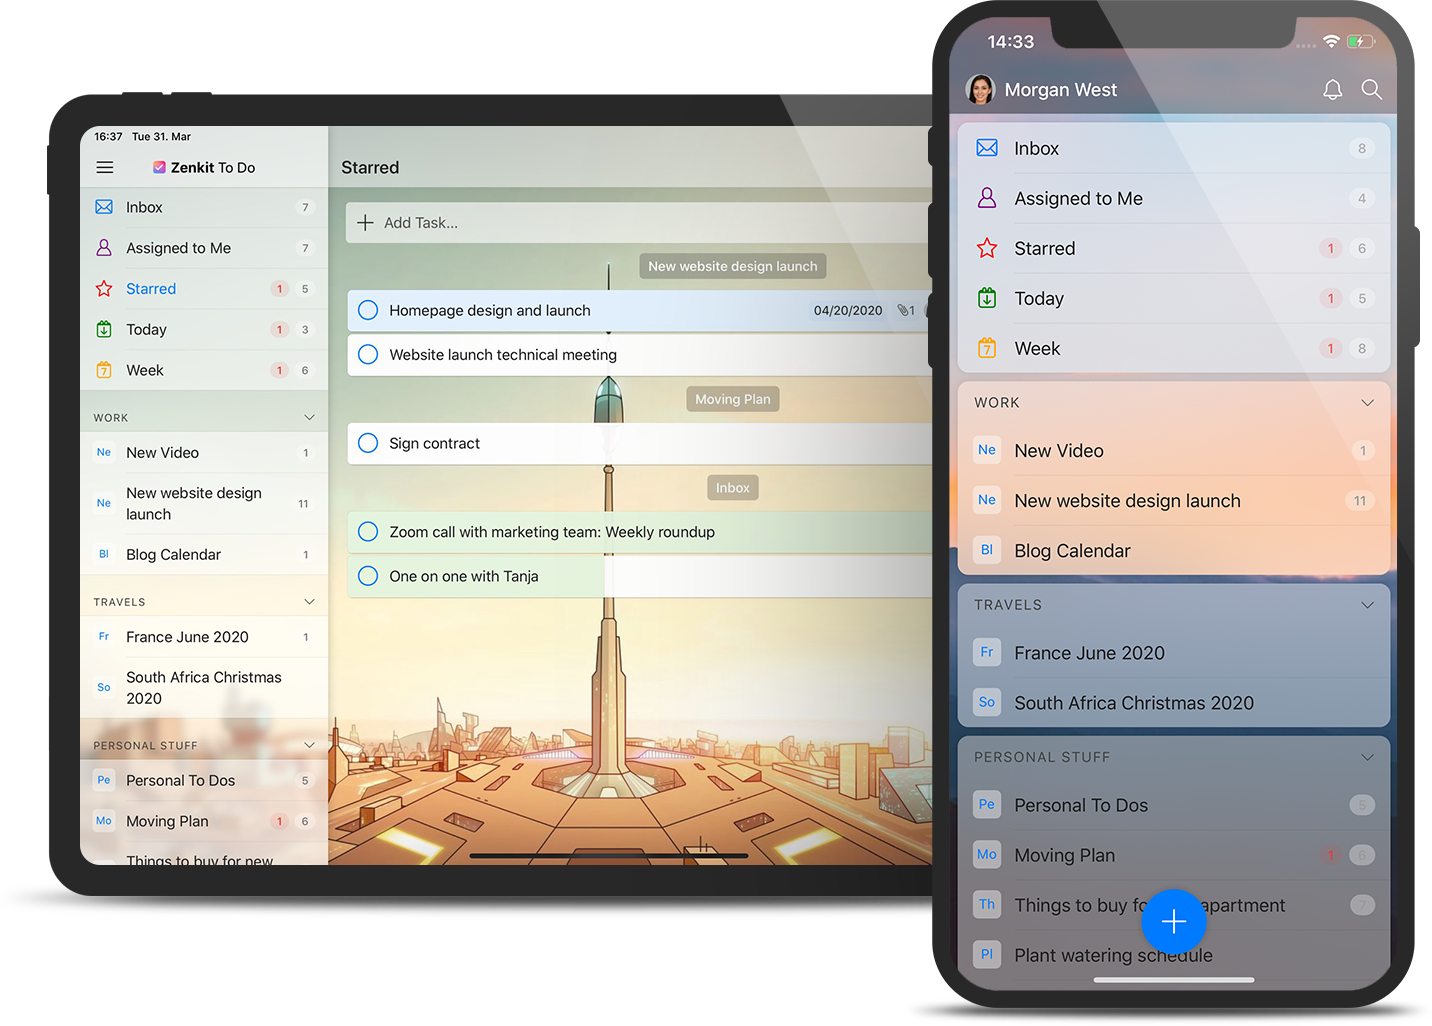 16:37 Tue 31. Mar
Zenkit To Do
Inbox 7
Assigned to Me 7
Starred 1 5
Today 1 3
7 Week 1 6
WORK
Ne New Video 1
Ne New website design launch 11
Bl Blog Calendar 1
TRAVELS
Fr France June 2020 1
So South Africa Christmas 2020
PERSONAL STUFF
Pe Personal To Dos 5
Mo Moving Plan 1 6
Things to buy for new
Starred
Add Task...
New website design launch
Homepage design and launch 04/20/2020 1
Website launch technical meeting
Moving Plan
Sign contract
Inbox
Zoom call with marketing team: Weekly roundup
One on one with Tanja
14:33
Morgan West
Inbox 8
Assigned to Me 4
Starred 1 6
Today 1 5
7 Week 1 8
WORK
Ne New Video 1
Ne New website design launch 11
Bl Blog Calendar
TRAVELS
Fr France June 2020
So South Africa Christmas 2020
PERSONAL STUFF
Pe Personal To Dos 5
Mo Moving Plan 1 6
Th Things to buy apartment 7
Pl Plant watering schedule